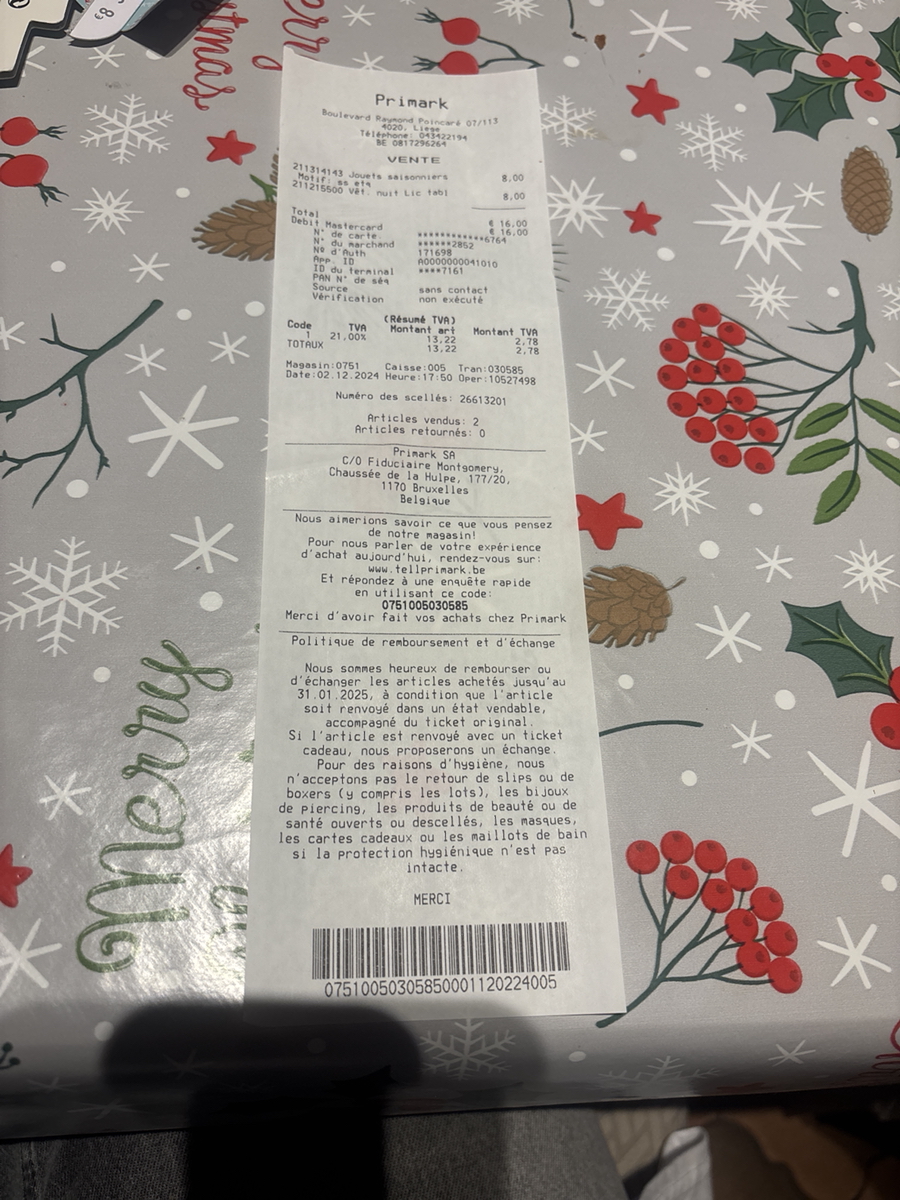 Merry
Christmas
€8
Primark
Boulevard Raymond Poincaré 07/113
4020, Liege
Téléphone: 043422194
BE 0817296264
VENTE
211314143 Jouets saisonniers 8,00
Motif: ss etq
211215500 Vêt. nuit Lic tabl 8,00
Total € 16,00
Debit Mastercard € 16,00
N° de carte. ************6764
N° du marchand ******2852
Nº d'Auth 171698
App. ID A0000000041010
ID du terminal ****7161
PAN N° de séq
Source sans contact
Vérification non exécuté
(Résumé TVA)
Code TVA Montant art Montant TVA
1 21,00% 13,22 2,78
TOTAUX 13,22 2,78
Magasin:0751 Caisse:005 Tran:030585
Date:02.12.2024 Heure:17:50 Oper:10527498
Numéro des scellés: 26613201
Articles vendus: 2
Articles retournés: 0
Primark SA
C/O Fiduciaire Montgomery,
Chaussée de la Hulpe, 177/20,
1170 Bruxelles
Belgique
Nous aimerions savoir ce que vous pensez
de notre magasin!
Pour nous parler de votre expérience
d'achat aujourd'hui, rendez-vous sur:
www.tellprimark.be
Et répondez à une enquête rapide
en utilisant ce code:
0751005030585
Merci d'avoir fait vos achats chez Primark
Politique de remboursement et d'échange
Nous sommes heureux de rembourser ou
d'échanger les articles achetés jusqu'au
31.01.2025, à condition que l'article
soit renvoyé dans un état vendable,
accompagné du ticket original.
Si l'article est renvoyé avec un ticket
cadeau, nous proposerons un échange.
Pour des raisons d'hygiène, nous
n'acceptons pas le retour de slips ou de
boxers (y compris les lots), les bijoux
de piercing, les produits de beauté ou de
santé ouverts ou descellés, les masques,
les cartes cadeaux ou les maillots de bain
si la protection hygiénique n'est pas
intacte.
MERCI
07510050305850001120224005
Merry